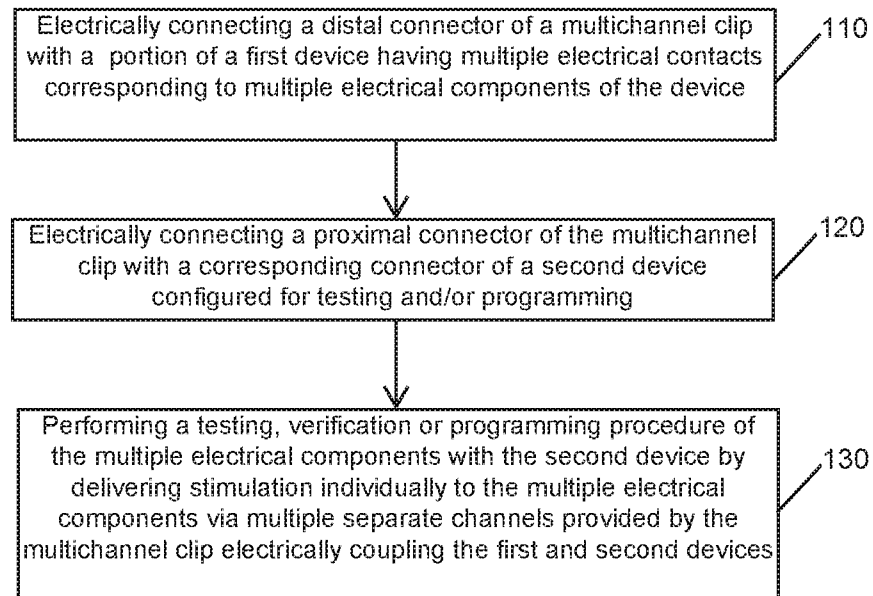 Electrically connecting a distal connector of a multichannel clip
with a portion of a first device having multiple electrical contacts
corresponding to multiple electrical components of the device
110
Electrically connecting a proximal connector of the multichannel
clip with a corresponding connector of a second device
configured for testing and/or programming
120
Performing a testing, verification or programming procedure of
the multiple electrical components with the second device by
delivering stimulation individually to the multiple electrical
components via multiple separate channels provided by the
multichannel clip electrically coupling the first and second devices
130